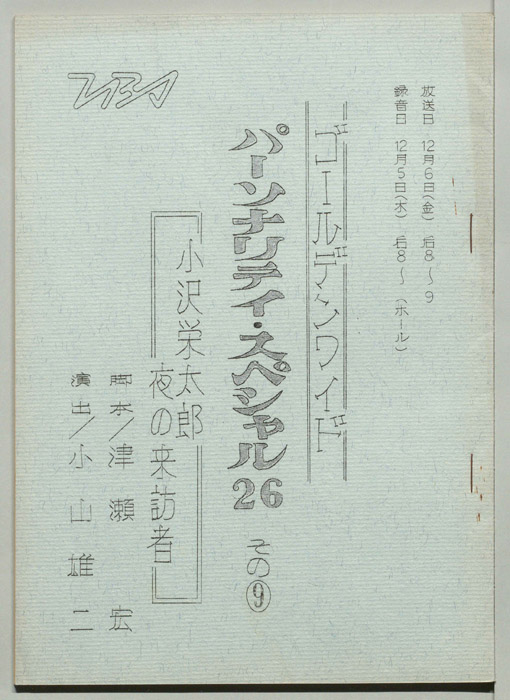 放送日 12月6日(金) 后8〜9
録音日 12月5日(木) 后8〜 (ホール)
ゴールデンワイド
パーソナリティ・スペシャル26 その⑨
「小沢栄太郎
夜の来訪者」
脚本/津瀬 宏
演出/小山雄二